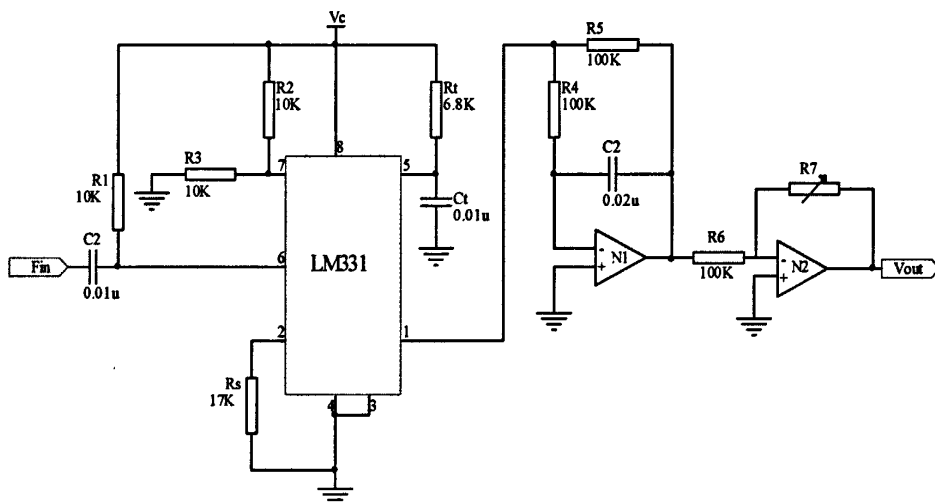 Vc
R1
10K
R2
10K
R3
10K
Rt
6.8K
Ct
0.01u
C2
0.01u
Fin
LM331
7
8
5
6
2
1
4
3
Rs
17K
R5
100K
R4
100K
C2
0.02u
-
+
N1
R6
100K
R7
-
+
N2
Vout